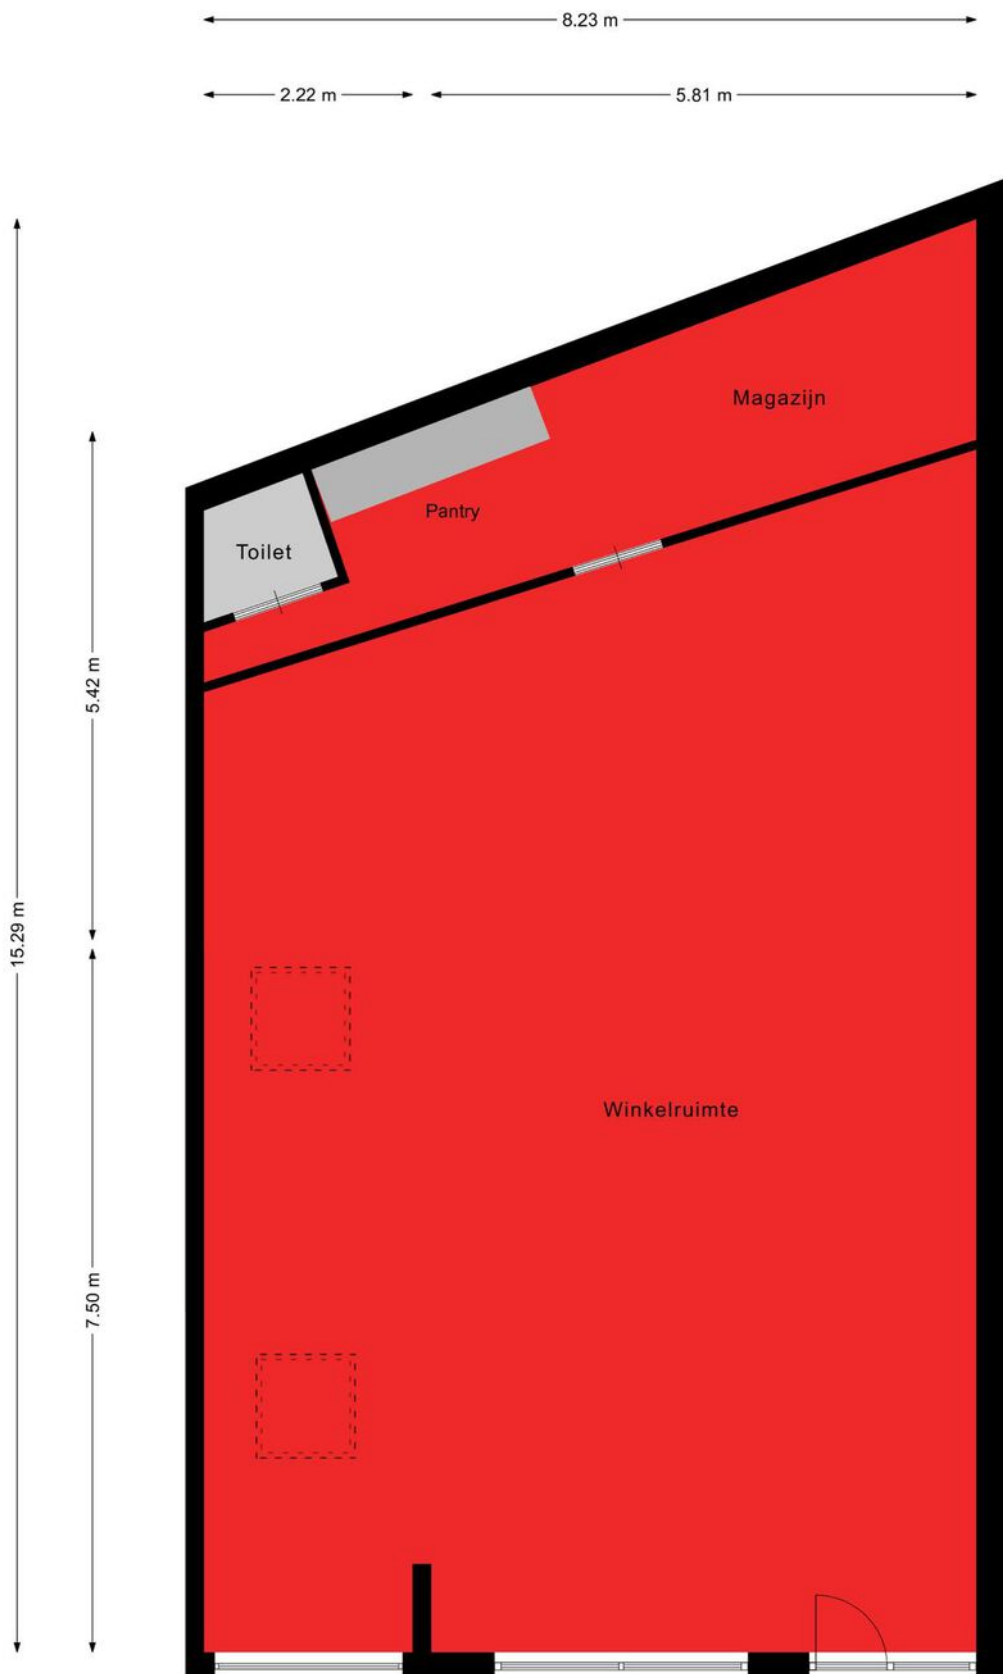 8.23 m
2.22 m
5.81 m
Magazijn
Pantry
Toilet
5.42 m
15.29 m
Winkelruimte
7.50 m